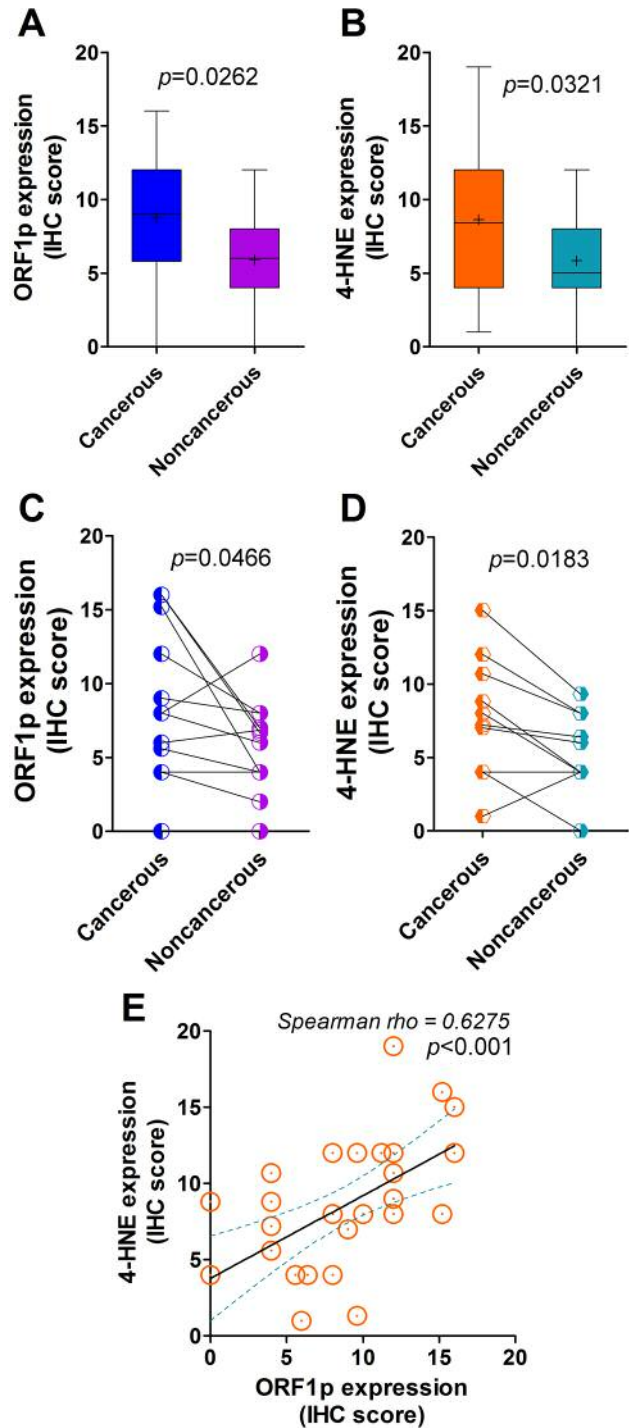 A
ORF1p expression
(IHC score)
20
15
10
5
0
p=0.0262
Cancerous
Noncancerous
B
4-HNE expression
(IHC score)
20
15
10
5
0
p=0.0321
Cancerous
Noncancerous
C
ORF1p expression
(IHC score)
20
15
10
5
0
p=0.0466
Cancerous
Noncancerous
D
4-HNE expression
(IHC score)
20
15
10
5
0
p=0.0183
Cancerous
Noncancerous
E
Spearman rho = 0.6275
p<0.001
4-HNE expression
(IHC score)
20
15
10
5
0
0 5 10 15 20
ORF1p expression
(IHC score)